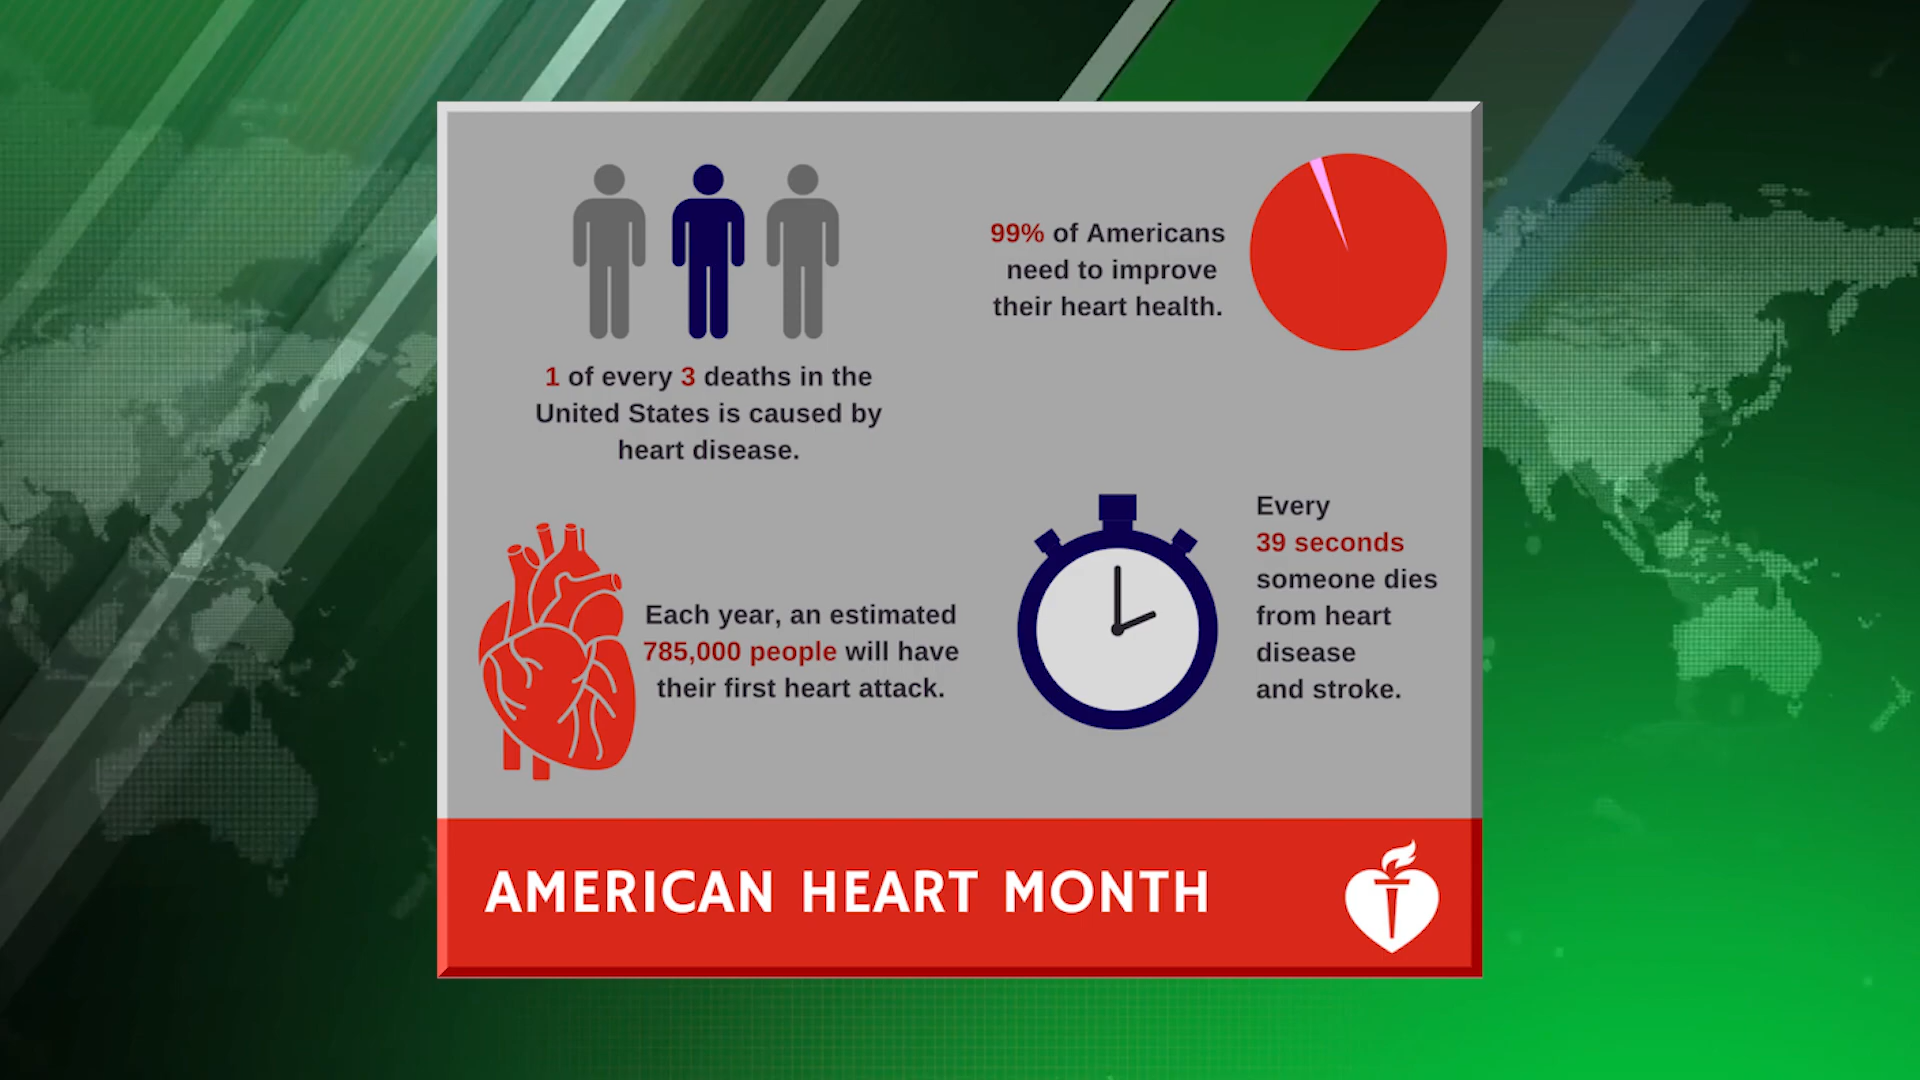 99% of Americans
need to improve
their heart health.
1 of every 3 deaths in the
United States is caused by
heart disease.
Every
39 seconds
someone dies
from heart
disease
and stroke.
Each year, an estimated
785,000 people will have
their first heart attack.
AMERICAN HEART MONTH